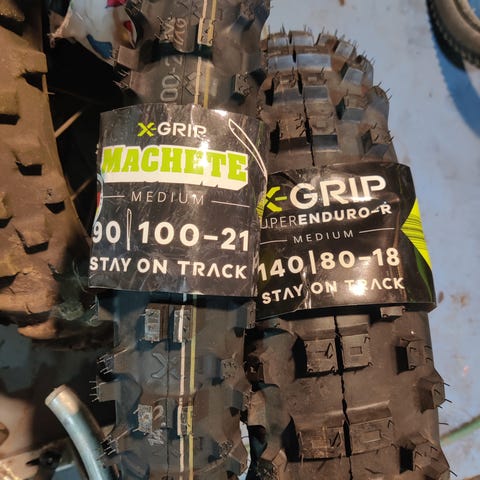 X-GRIP
MACHETE
MEDIUM
90|100-21
STAY ON TRACK
X-GRIP
UPERENDURO-R
MEDIUM
140|80-18
STAY ON TRACK